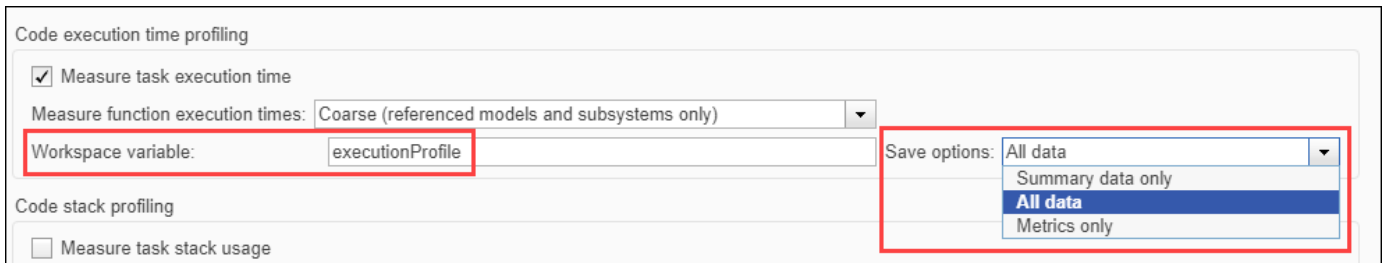 Code execution time profiling
Measure task execution time
Measure function execution times: Coarse (referenced models and subsystems only)
Workspace variable: executionProfile Save options: All data
Summary data only
All data
Metrics only
Code stack profiling
Measure task stack usage